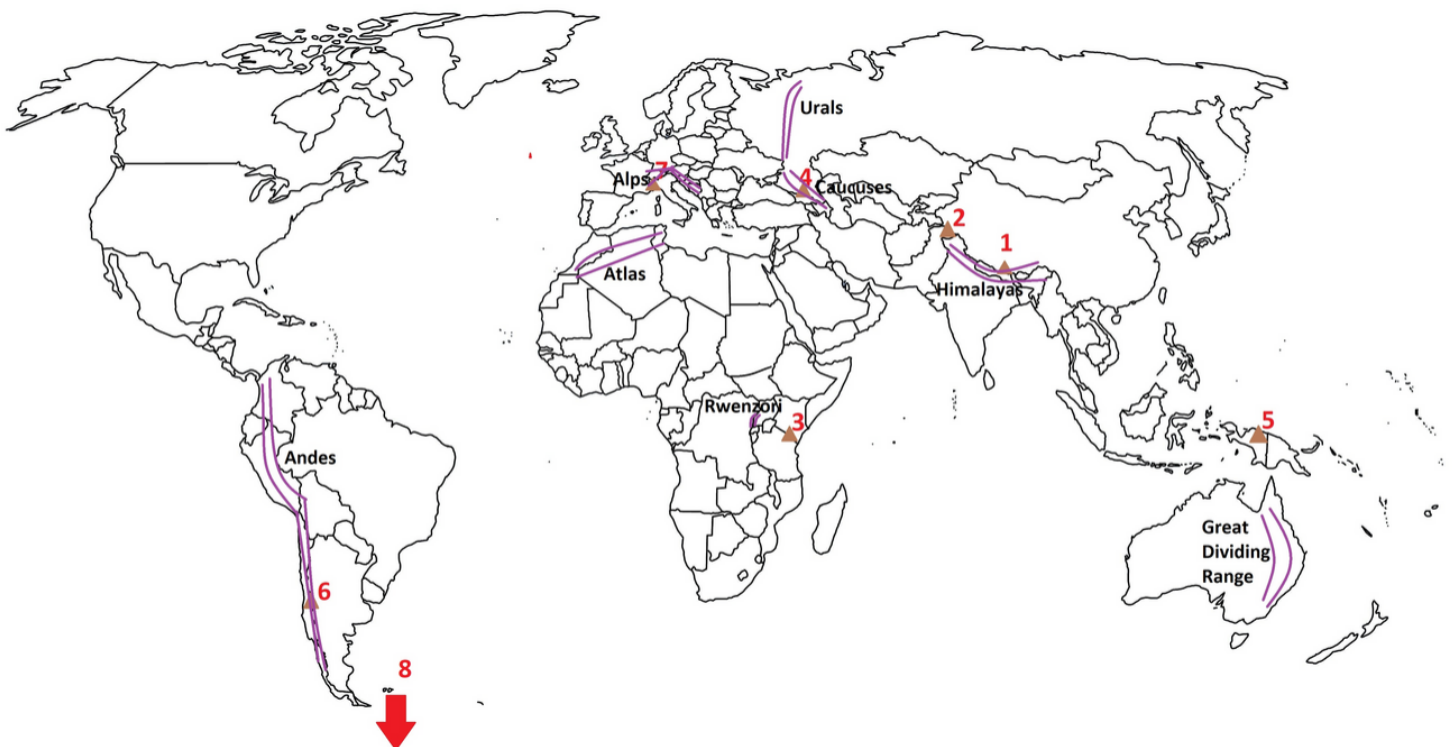 Urals
7
Alps
4
Caucuses
2
1
Atlas
Himalayas
Rwenzori
3
5
Andes
Great
Dividing
Range
6
8